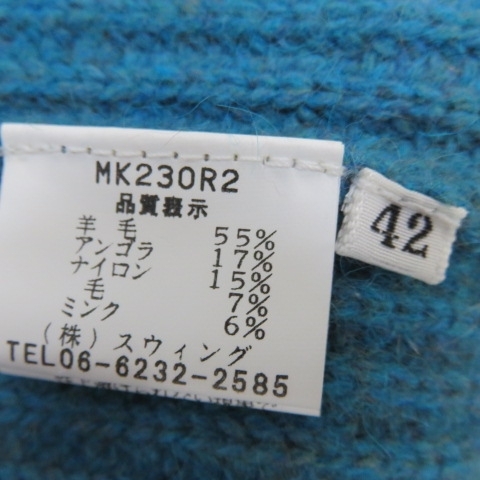 MK230R2
品質表示
羊毛 55%
アンゴラ 17%
ナイロン 15%
毛 7%
ミンク 6%
(株)スウィング
TEL06-6232-2585
42